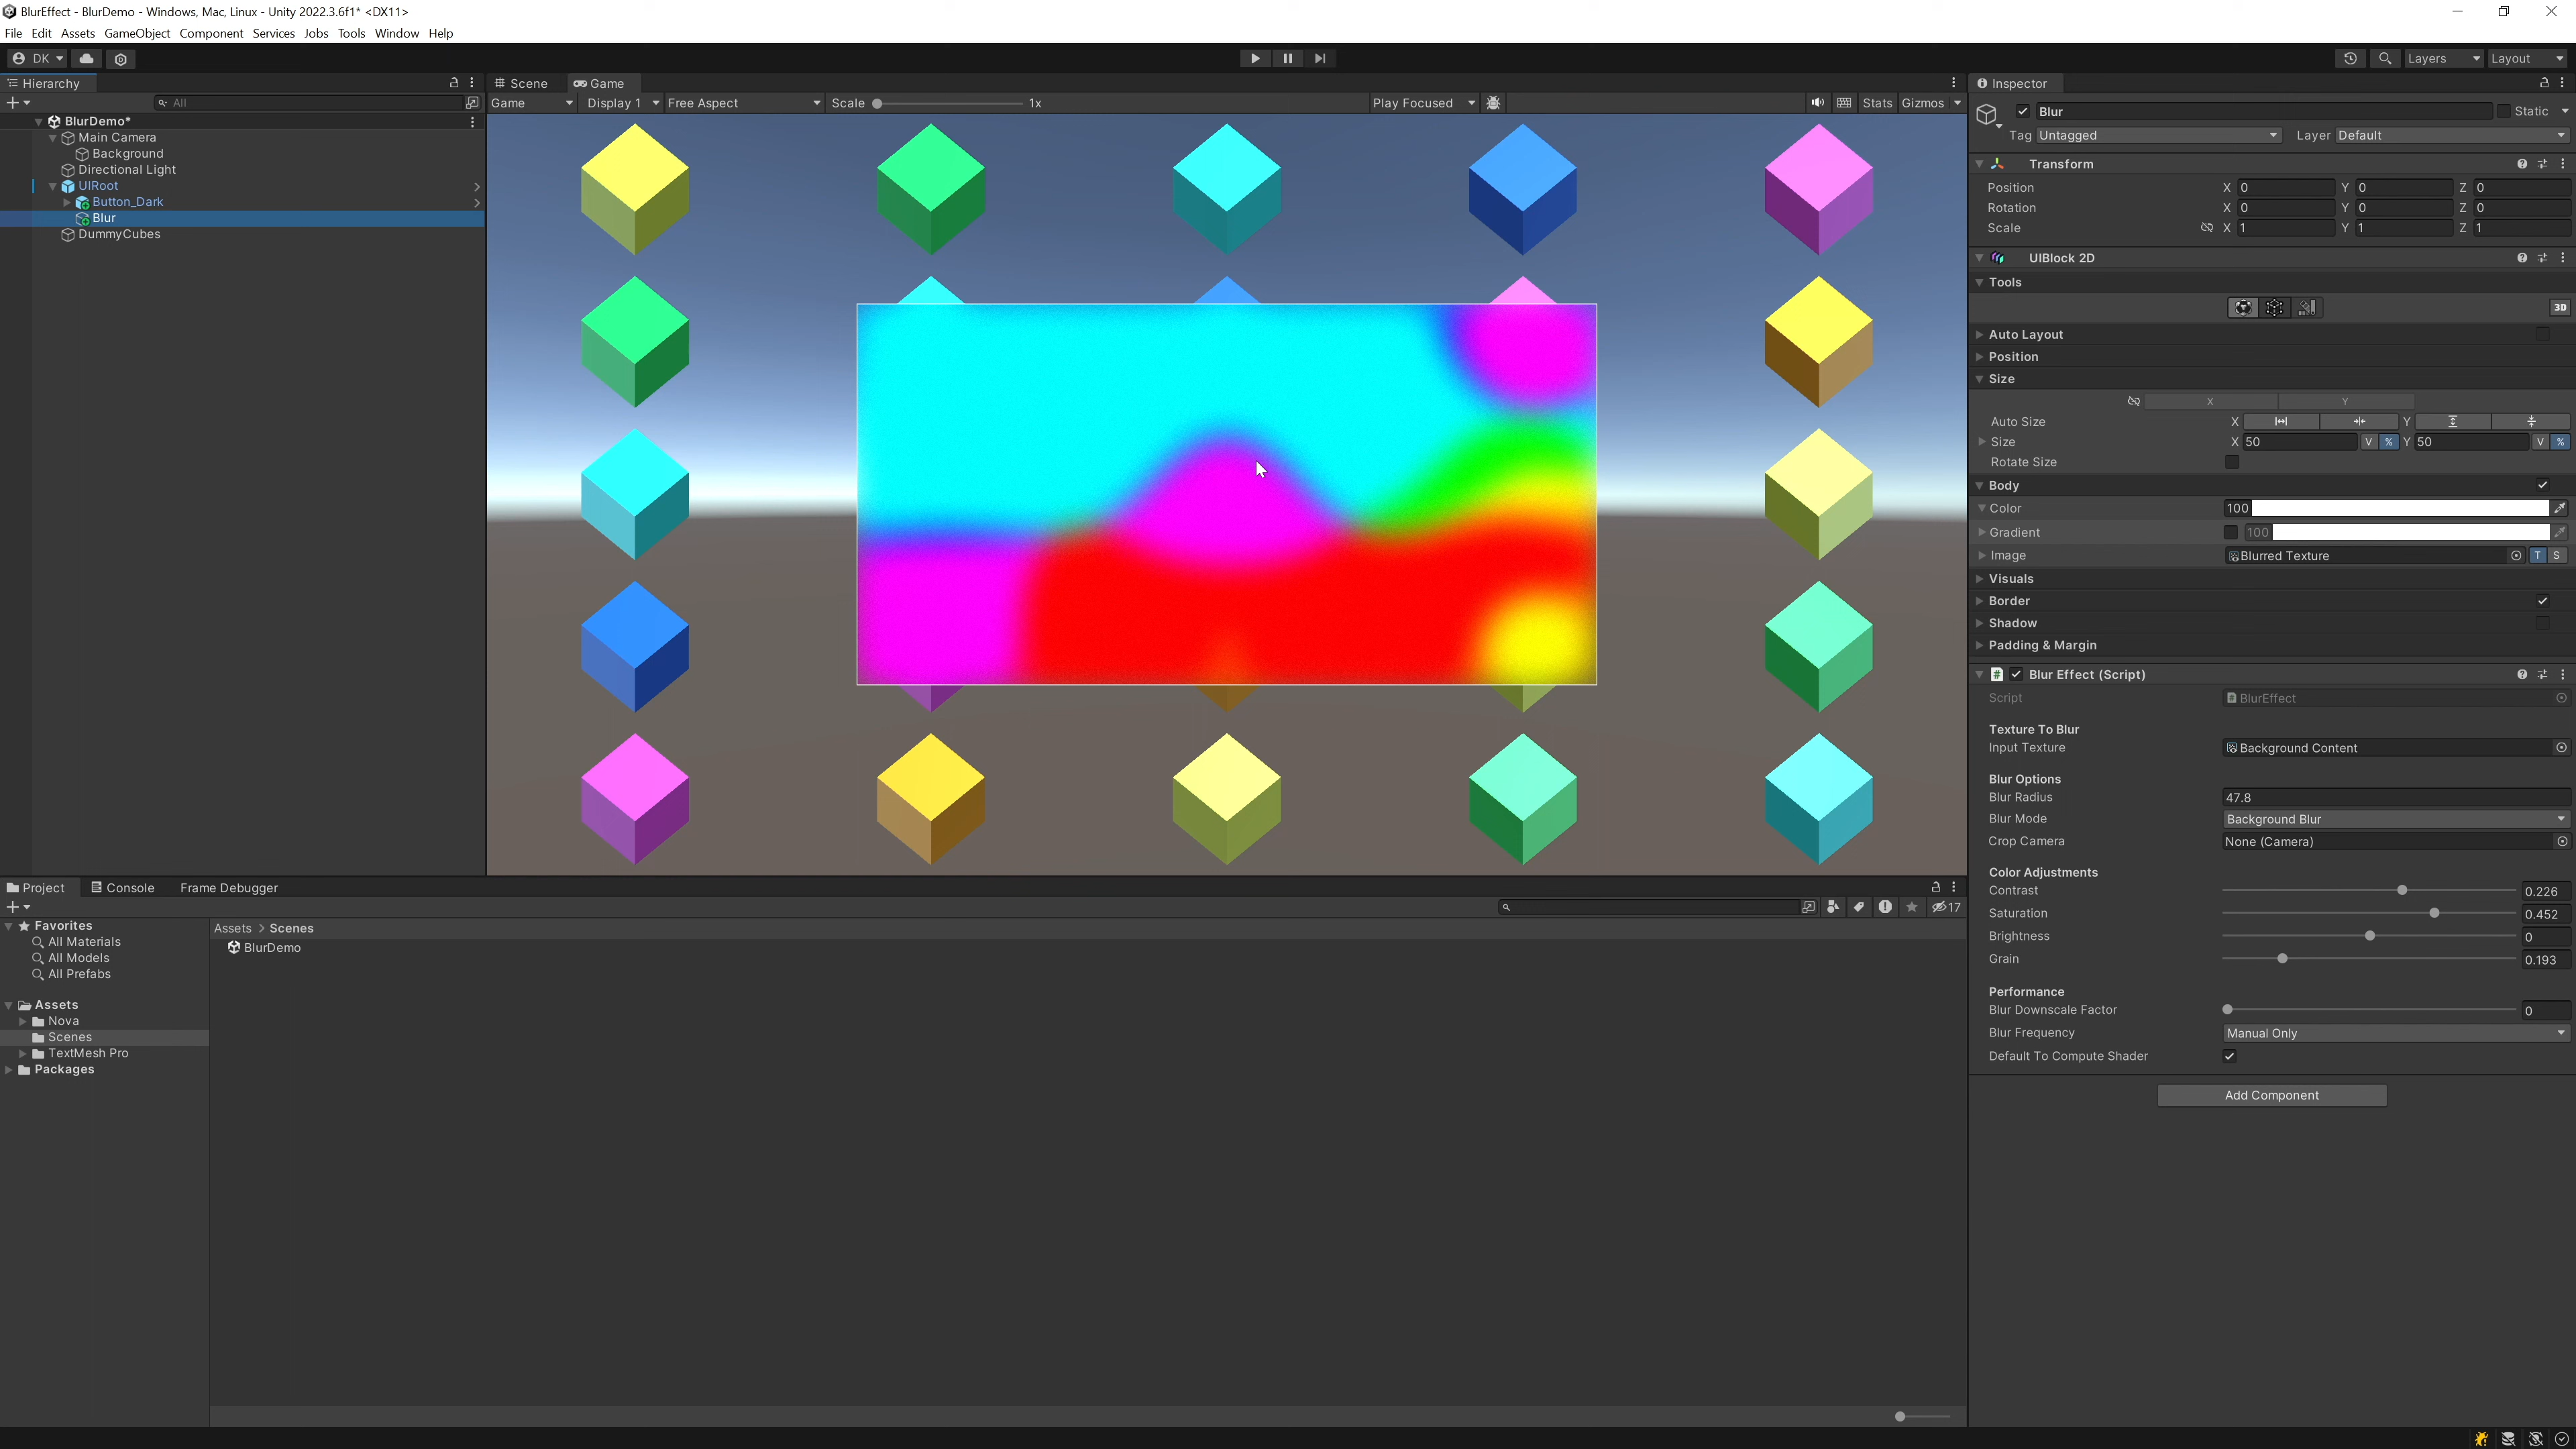 BlurEffect - BlurDemo - Windows, Mac, Linux - Unity 2022.3.6f1* <DX11>
File Edit Assets GameObject Component Services Jobs Tools Window Help
DK Layers Layout
Hierarchy
All
BlurDemo*
Main Camera
Background
Directional Light
UIRoot
Button_Dark
Blur
DummyCubes
Scene Game
Game Display 1 Free Aspect Scale 1x Play Focused Stats Gizmos
Inspector
Blur Static
Tag Untagged Layer Default
Transform
Position X 0 Y 0 Z 0
Rotation X 0 Y 0 Z 0
Scale X 1 Y 1 Z 1
UIBlock 2D
Tools
3D
Auto Layout
Position
Size
X Y
Auto Size X Y
Size X 50 V % Y 50 V %
Rotate Size
Body
Color 100
Gradient 100
Image Blurred Texture T S
Visuals
Border
Shadow
Padding & Margin
Blur Effect (Script)
Script BlurEffect
Texture To Blur
Input Texture Background Content
Blur Options
Blur Radius 47.8
Blur Mode Background Blur
Crop Camera None (Camera)
Color Adjustments
Contrast 0.226
Saturation 0.452
Brightness 0
Grain 0.193
Performance
Blur Downscale Factor 0
Blur Frequency Manual Only
Default To Compute Shader
Add Component
Project Console Frame Debugger
17
Favorites
All Materials
All Models
All Prefabs
Assets
Nova
Scenes
TextMesh Pro
Packages
Assets > Scenes
BlurDemo